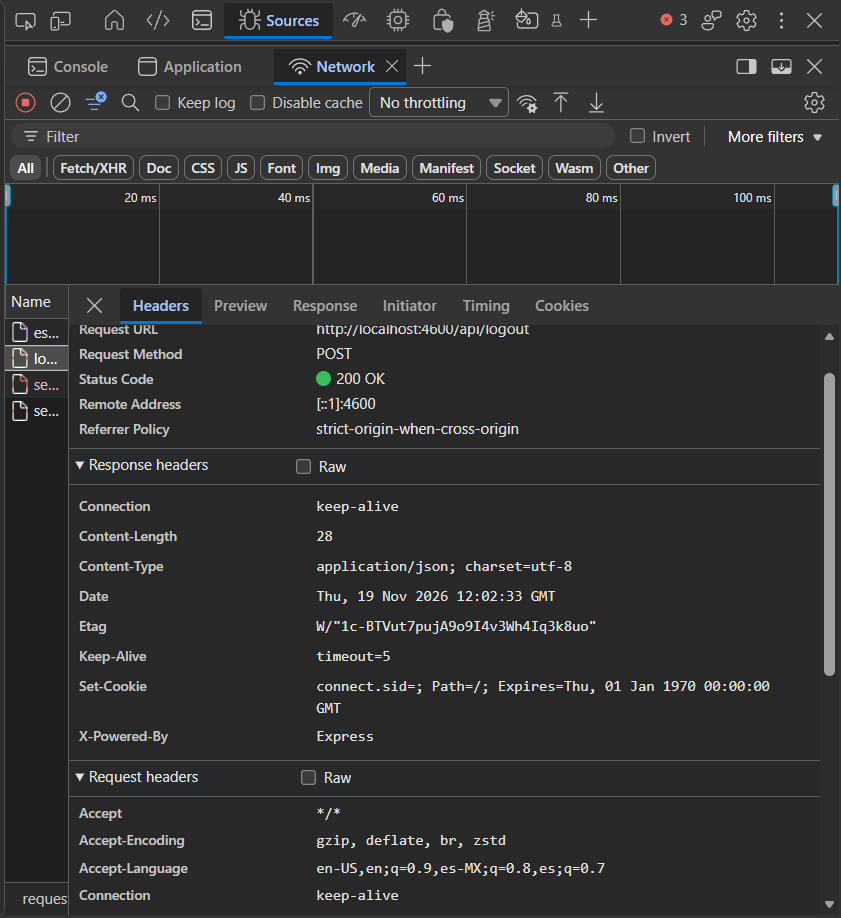 Sources
3
Console
Application
Network
Keep log
Disable cache
No throttling
Filter
Invert
More filters
All
Fetch/XHR
Doc
CSS
JS
Font
Img
Media
Manifest
Socket
Wasm
Other
20 ms
40 ms
60 ms
80 ms
100 ms
Name
Headers
Preview
Response
Initiator
Timing
Cookies
es...
lo...
se...
se...
Request URL http://localhost:4600/api/logout
Request Method POST
Status Code 200 OK
Remote Address [::1]:4600
Referrer Policy strict-origin-when-cross-origin
Response headers Raw
Connection keep-alive
Content-Length 28
Content-Type application/json; charset=utf-8
Date Thu, 19 Nov 2026 12:02:33 GMT
Etag W/"1c-BTVut7pujA9o9I4v3Wh4Iq3k8uo"
Keep-Alive timeout=5
Set-Cookie connect.sid=; Path=/; Expires=Thu, 01 Jan 1970 00:00:00
GMT
X-Powered-By Express
Request headers Raw
Accept */*
Accept-Encoding gzip, deflate, br, zstd
Accept-Language en-US,en;q=0.9,es-MX;q=0.8,es;q=0.7
Connection keep-alive
reques